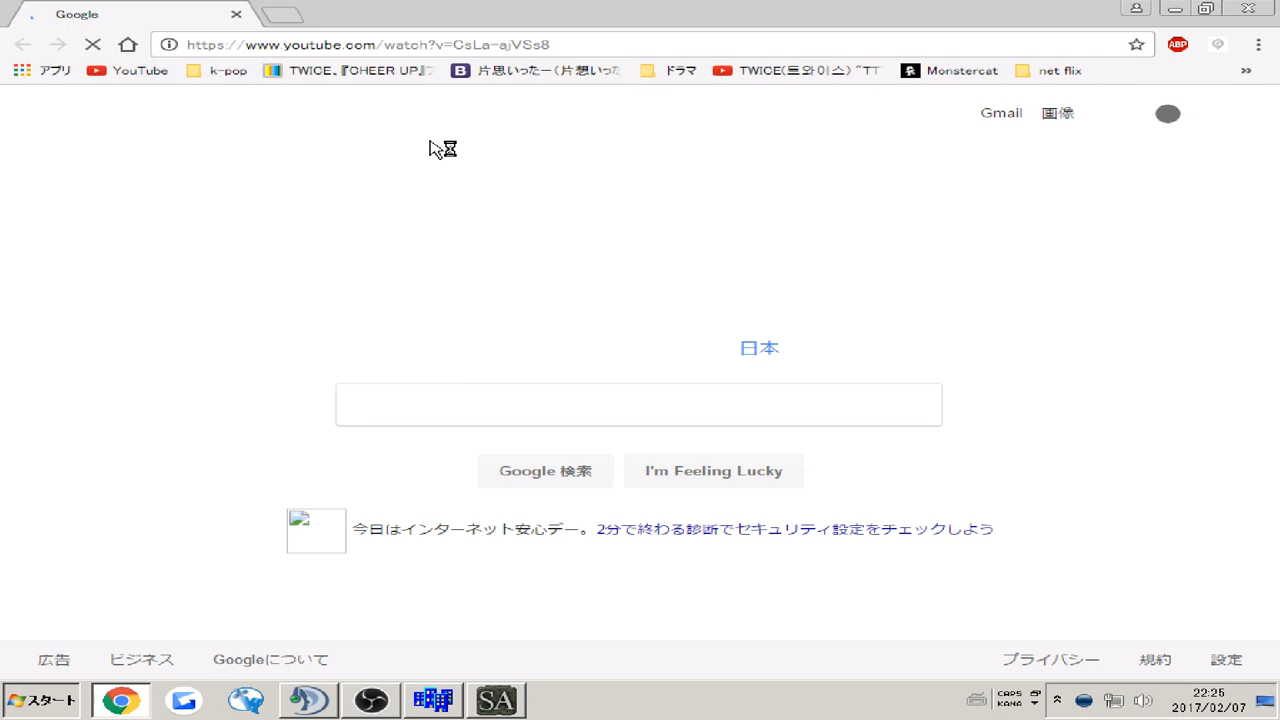 Google
https://www.youtube.com/watch?v=CsLa-ajVSs8
ABP
アプリ YouTube k-pop TWICE、『CHEER UP』フ B 片思いったー（片想いった ドラマ TWICE(트와이스) "TT Monstercat net flix »
Gmail 画像
日本
Google 検索 I'm Feeling Lucky
今日はインターネット安心デー。2分で終わる診断でセキュリティ設定をチェックしよう
広告 ビジネス Googleについて プライバシー 規約 設定
スタート SA CAPS KANA 22:25
2017/02/07